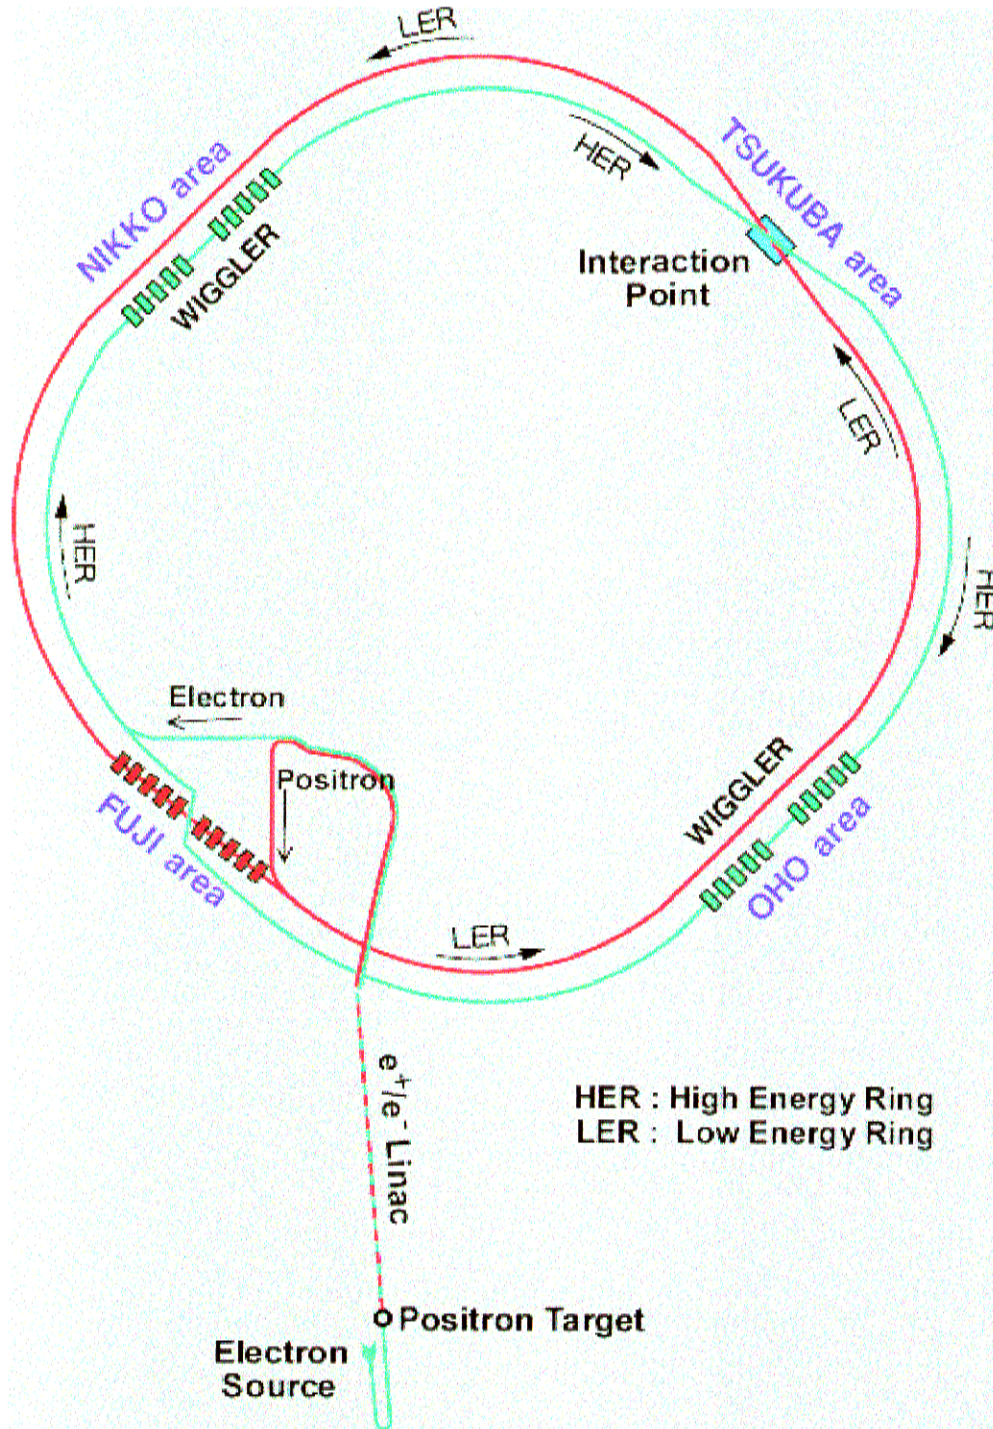 LER
HER
TSUKUBA area
NIKKO area
WIGGLER
Interaction
Point
LER
HER
HER
Electron
Positron
WIGGLER
FUJI area
OHO area
LER
e+/e- Linac
HER : High Energy Ring
LER : Low Energy Ring
Positron Target
Electron
Source